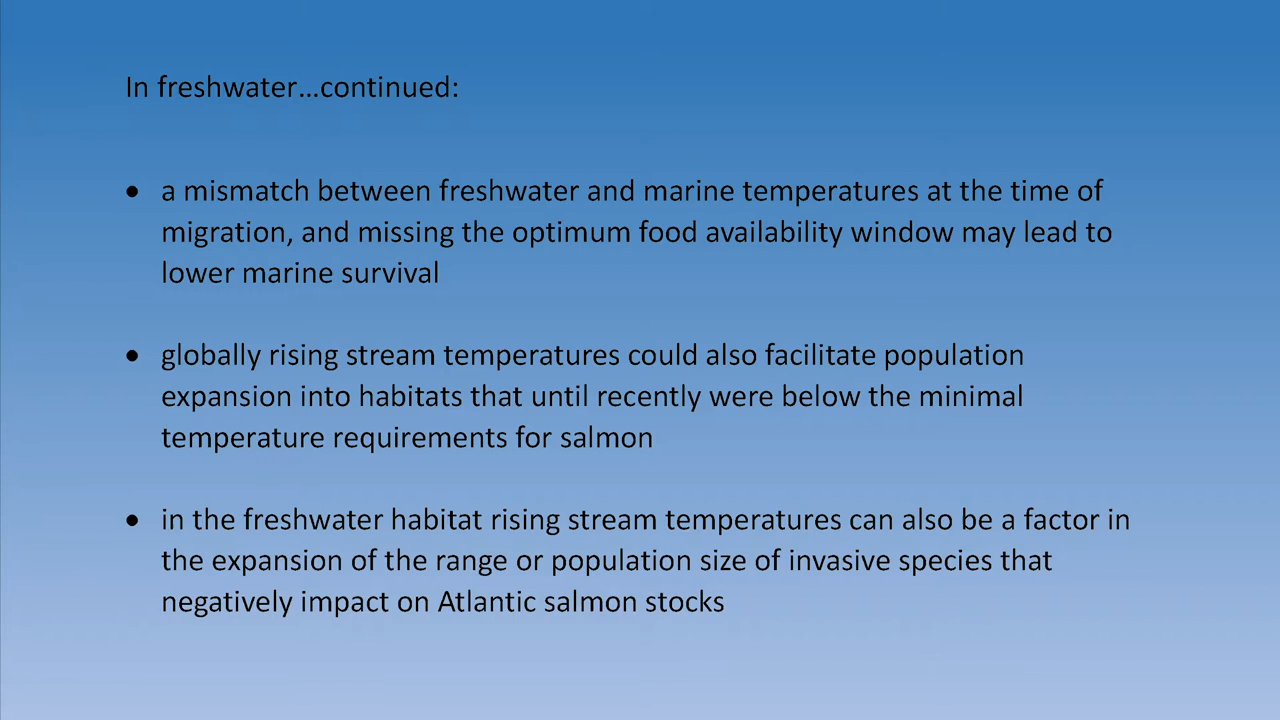 In freshwater…continued:
• a mismatch between freshwater and marine temperatures at the time of
migration, and missing the optimum food availability window may lead to
lower marine survival
• globally rising stream temperatures could also facilitate population
expansion into habitats that until recently were below the minimal
temperature requirements for salmon
• in the freshwater habitat rising stream temperatures can also be a factor in
the expansion of the range or population size of invasive species that
negatively impact on Atlantic salmon stocks